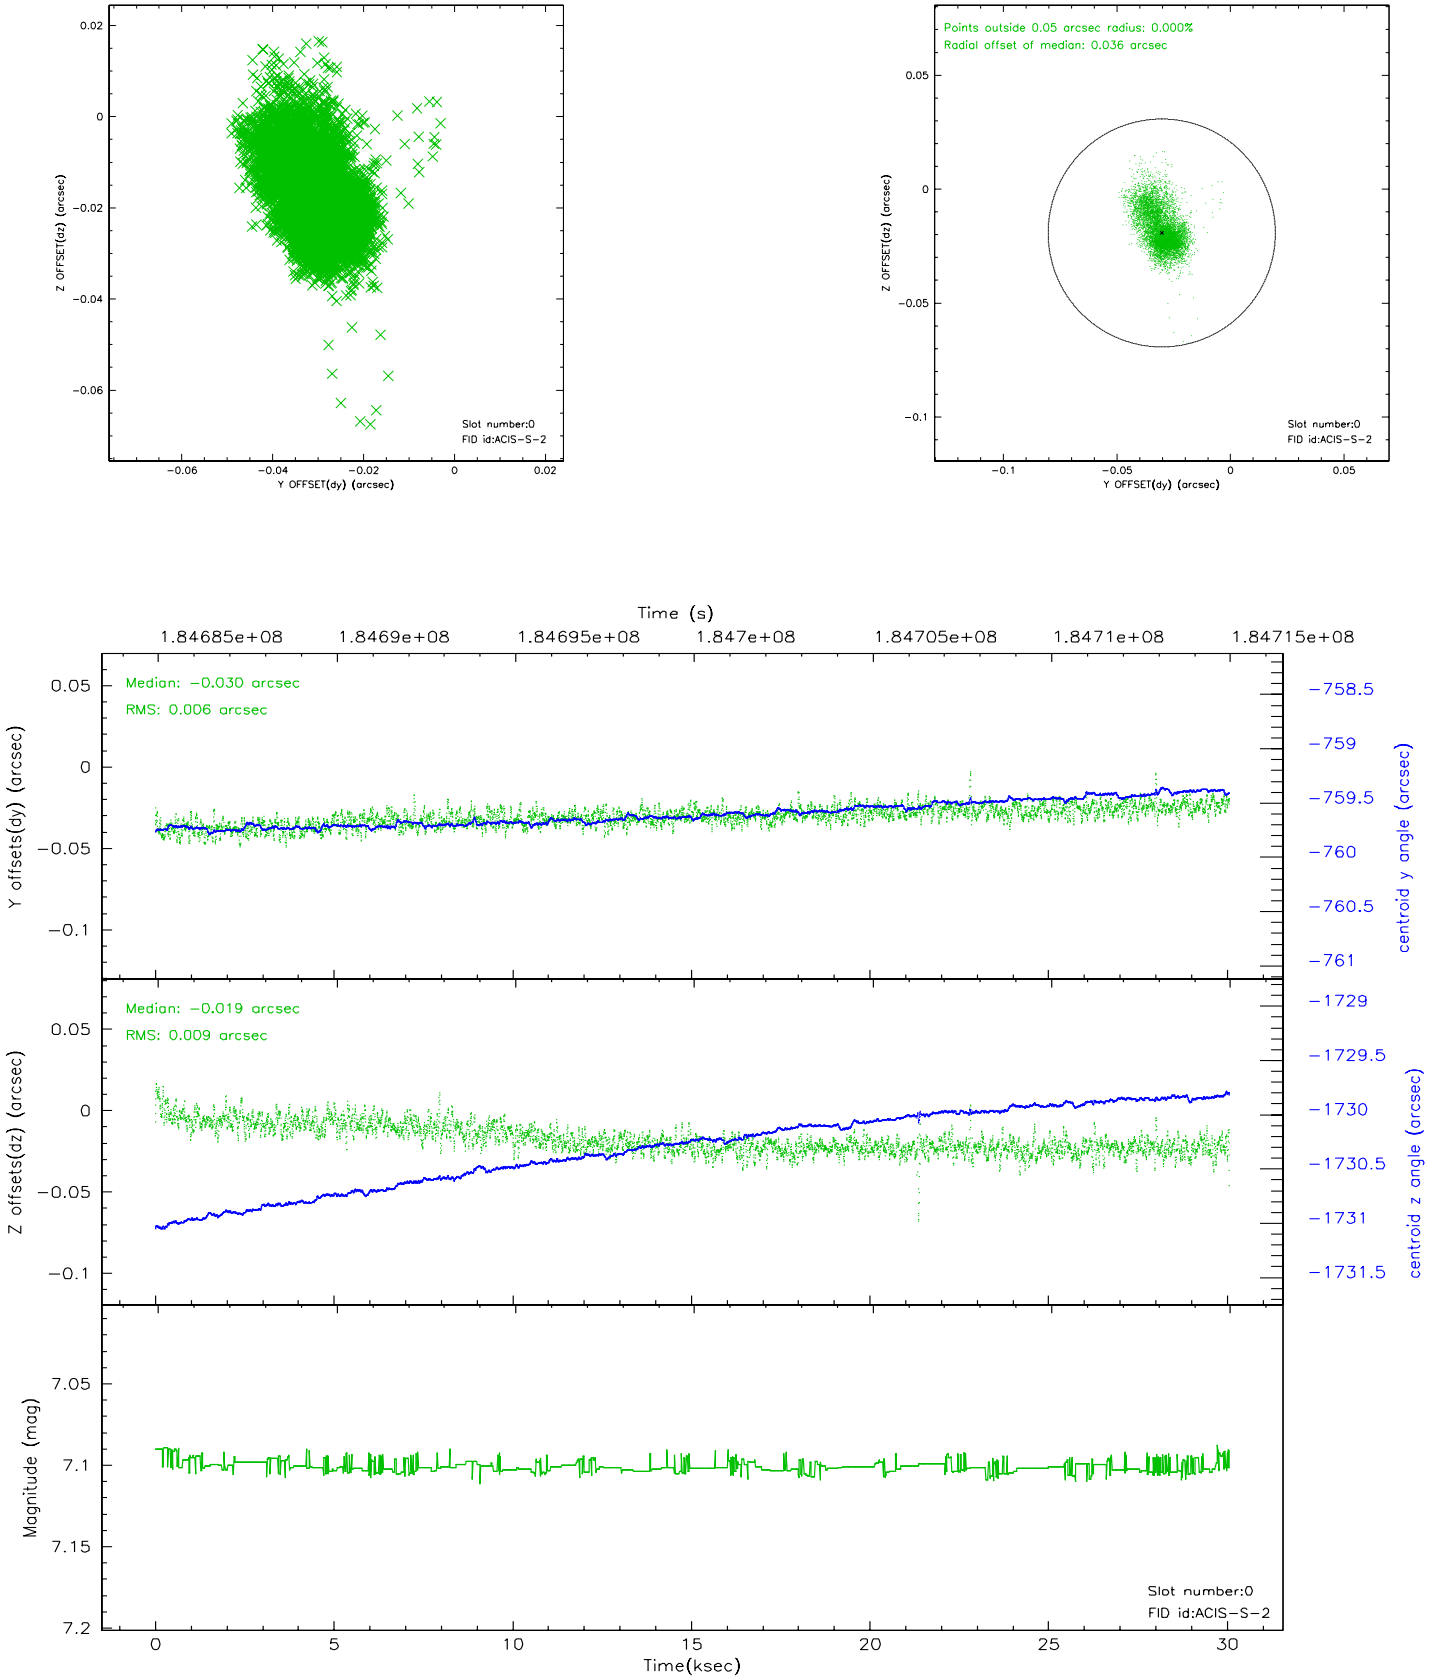 0.02
0
−0.02
−0.04
−0.06
Z OFFSET(dz) (arcsec)
−0.06
−0.04
−0.02
0
0.02
Y OFFSET(dy) (arcsec)
Slot number:0
FID id:ACIS−S−2
Points outside 0.05 arcsec radius: 0.000%
Radial offset of median: 0.036 arcsec
0.05
0
−0.05
−0.1
Z OFFSET(dz) (arcsec)
−0.1
−0.05
0
0.05
Y OFFSET(dy) (arcsec)
Slot number:0
FID id:ACIS−S−2
Time (s)
1.84685e+08
1.8469e+08
1.84695e+08
1.847e+08
1.84705e+08
1.8471e+08
1.84715e+08
Median: −0.030 arcsec
RMS: 0.006 arcsec
0.05
0
−0.05
−0.1
Y offsets(dy) (arcsec)
−758.5
−759
−759.5
−760
−760.5
−761
centroid y angle (arcsec)
Median: −0.019 arcsec
RMS: 0.009 arcsec
0.05
0
−0.05
−0.1
Z offsets(dz) (arcsec)
−1729
−1729.5
−1730
−1730.5
−1731
−1731.5
centroid z angle (arcsec)
7.05
7.1
7.15
7.2
Magnitude (mag)
Slot number:0
FID id:ACIS−S−2
0
5
10
15
20
25
30
Time(ksec)